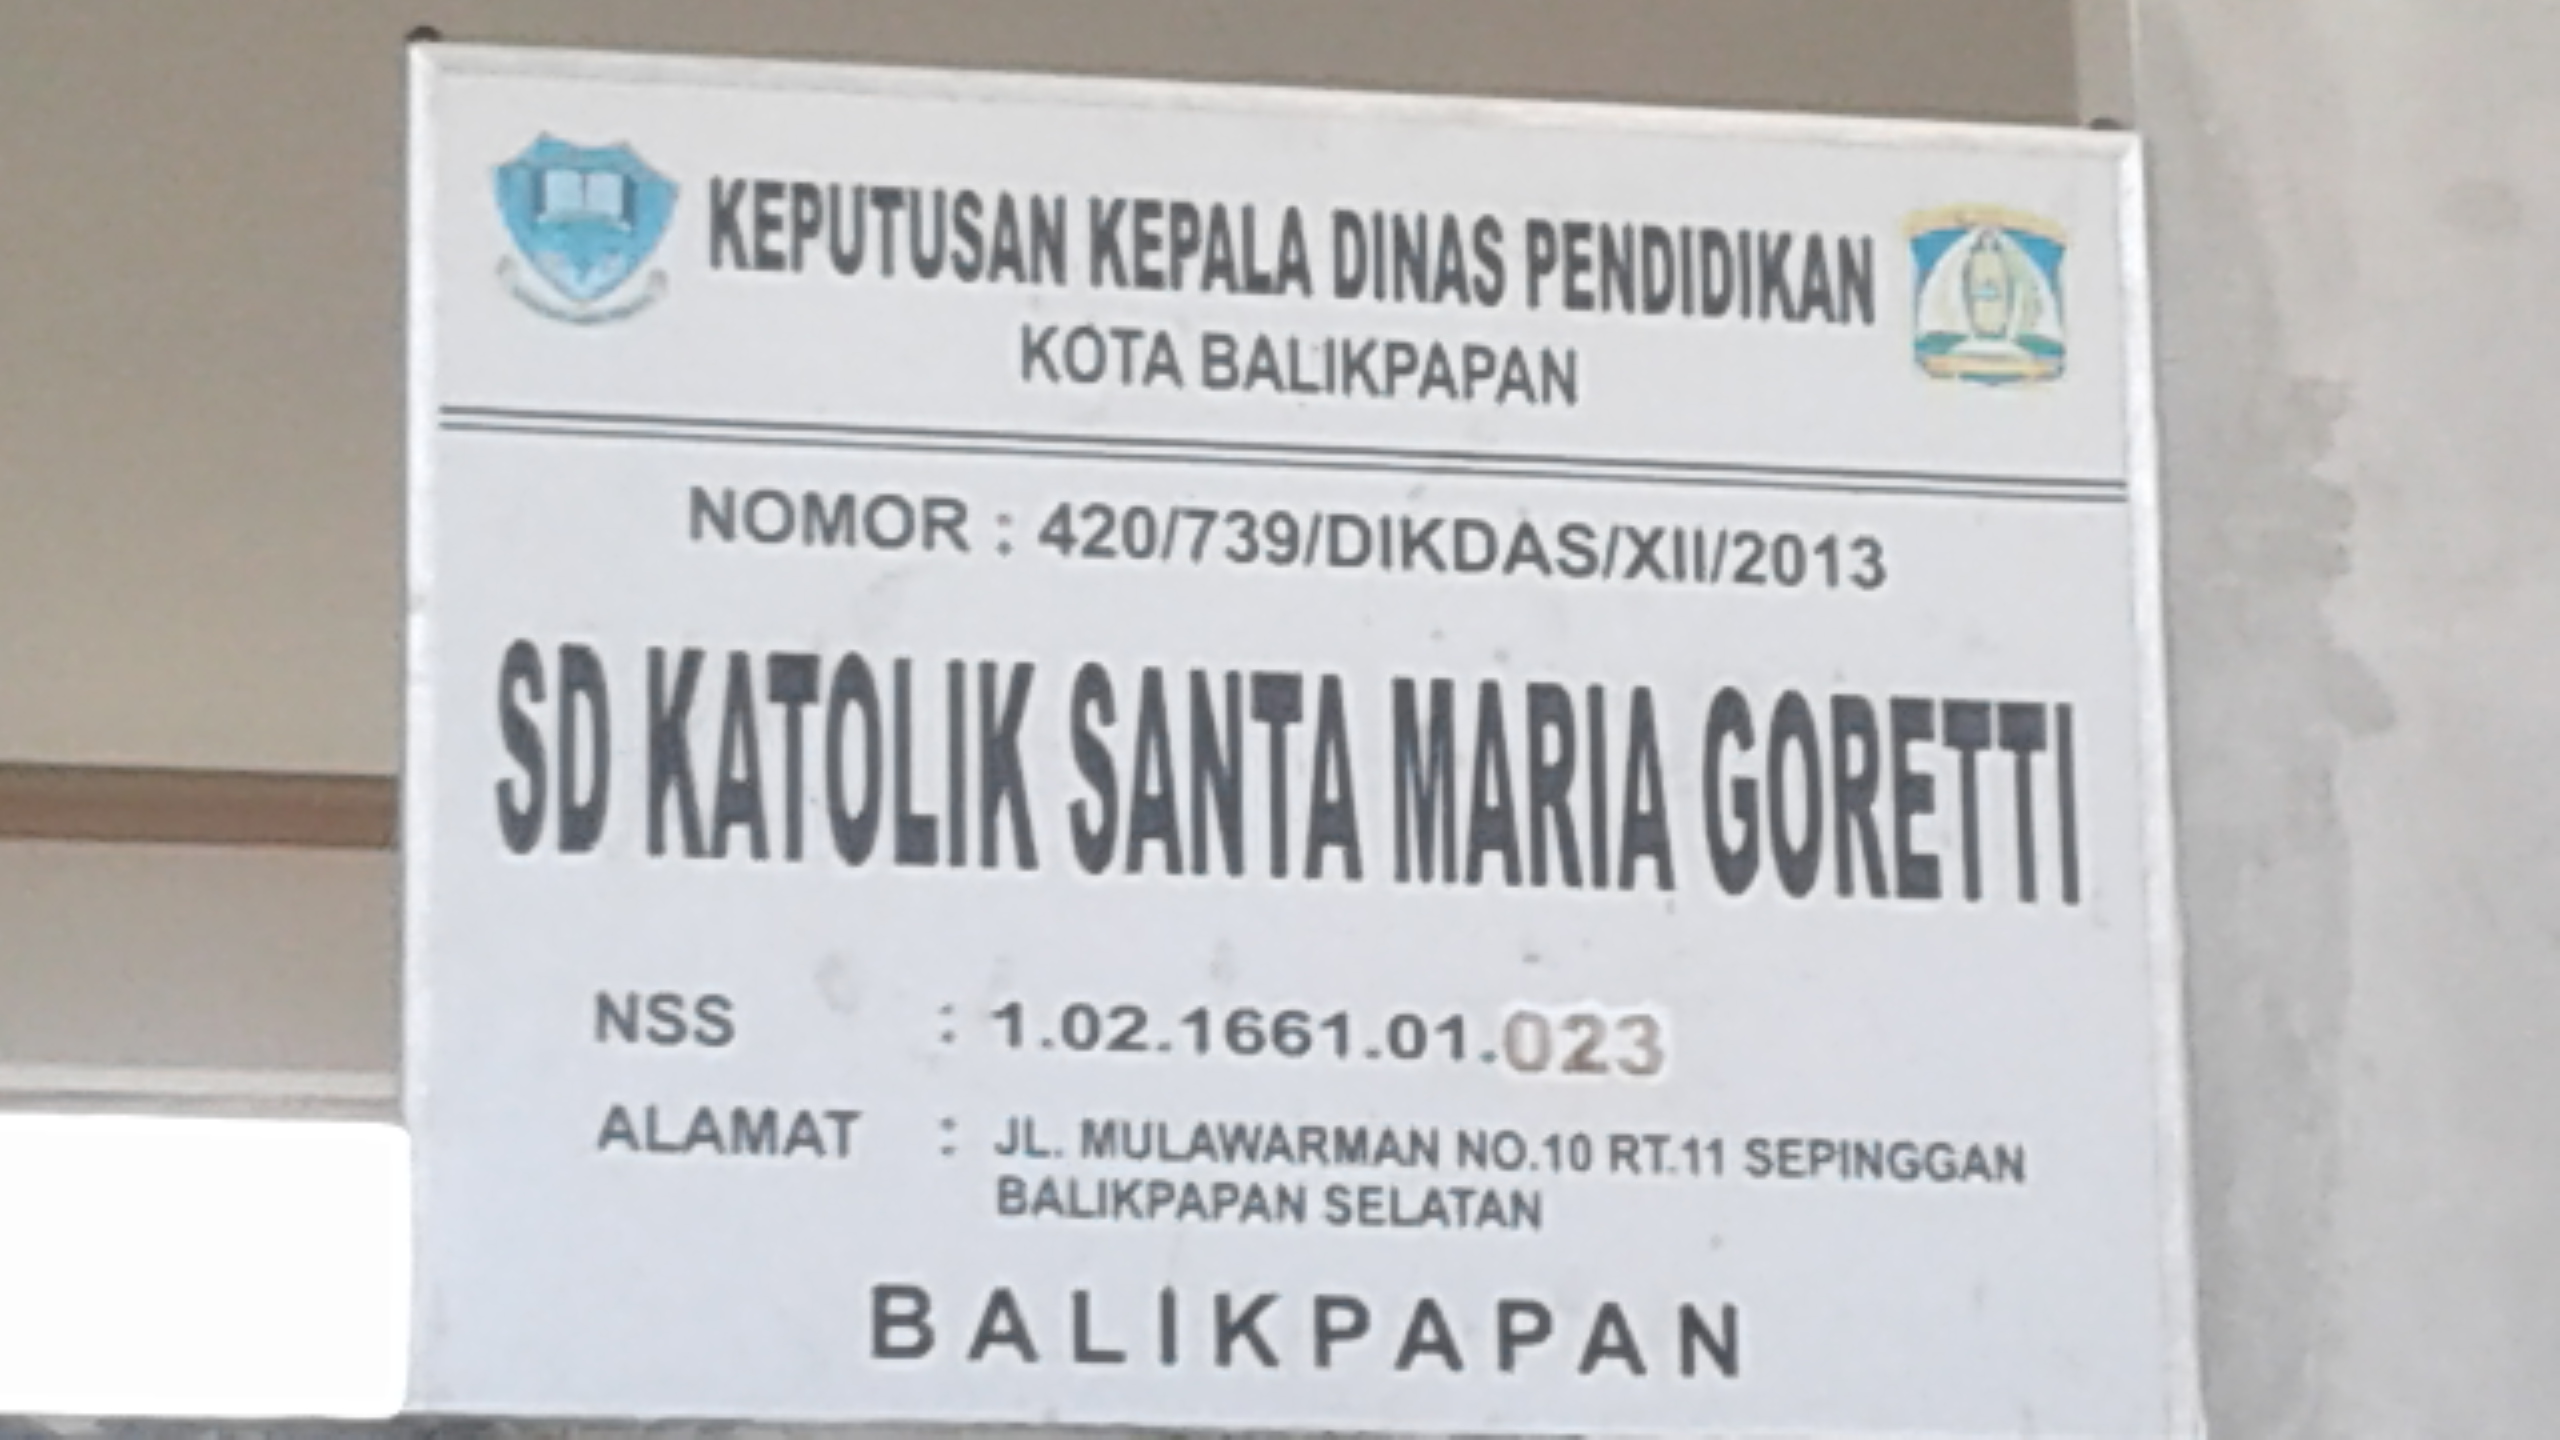 KEPUTUSAN KEPALA DINAS PENDIDIKAN
KOTA BALIKPAPAN
NOMOR : 420/739/DIKDAS/XII/2013
SD KATOLIK SANTA MARIA GORETTI
NSS : 1.02.1661.01.023
ALAMAT : JL. MULAWARMAN NO.10 RT.11 SEPINGGAN
BALIKPAPAN SELATAN
BALIKPAPAN